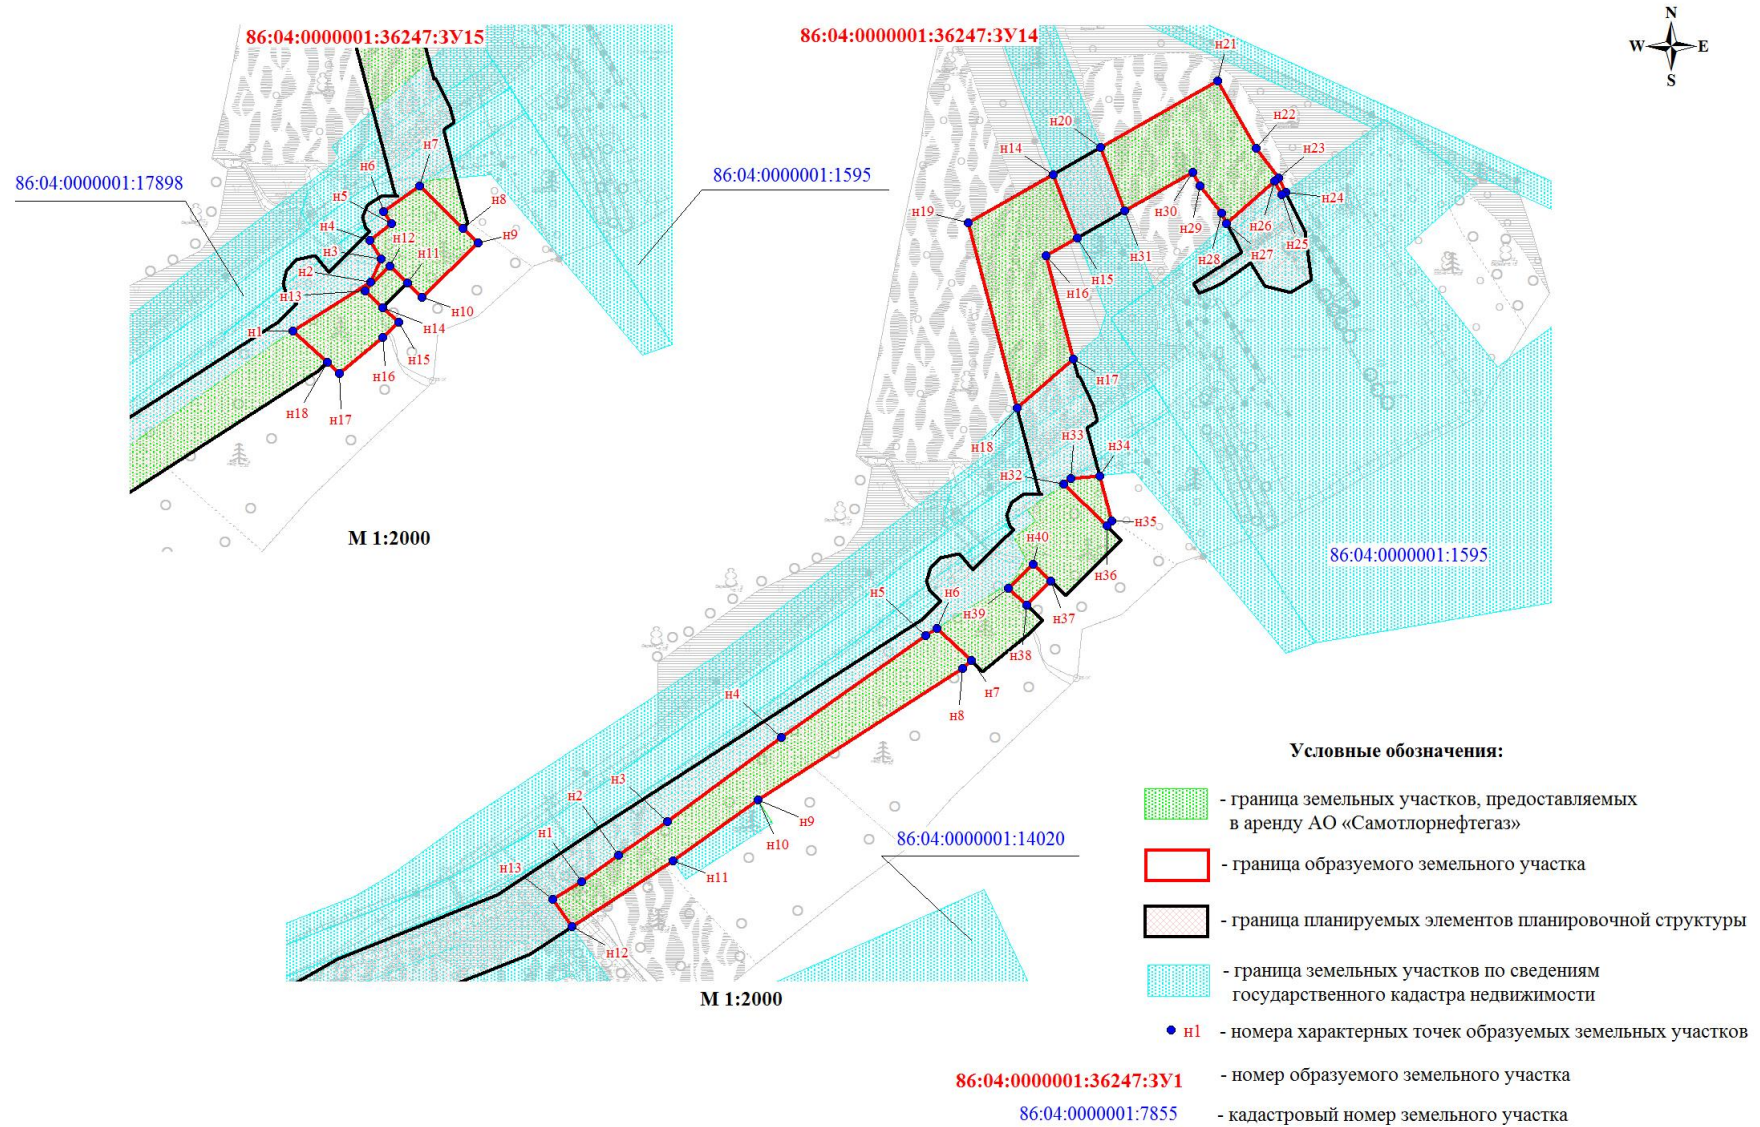 86:04:0000001:36247:ЗУ15
86:04:0000001:36247:ЗУ14
N
W E
S
86:04:0000001:17898
86:04:0000001:1595
н7
н6
н5
н8
н4
н12
н9
н3
н11
н2
н13
н10
н1
н14
н15
н16
н18
н17
М 1:2000
н21
н20
н22
н14
н23
н19
н24
н30
н26
н25
н29
н31
н27
н15
н28
н16
н17
н18
н33
н34
н32
н35
н40
н36
н5
н6
н39
н37
н38
н7
н8
н4
н3
н2
н9
н1
н10
н13
н11
н12
86:04:0000001:1595
86:04:0000001:14020
М 1:2000
Условные обозначения:
- граница земельных участков, предоставляемых
в аренду АО «Самотлорнефтегаз»
- граница образуемого земельного участка
- граница планируемых элементов планировочной структуры
- граница земельных участков по сведениям
государственного кадастра недвижимости
н1 - номера характерных точек образуемых земельных участков
86:04:0000001:36247:ЗУ1 - номер образуемого земельного участка
86:04:0000001:7855 - кадастровый номер земельного участка